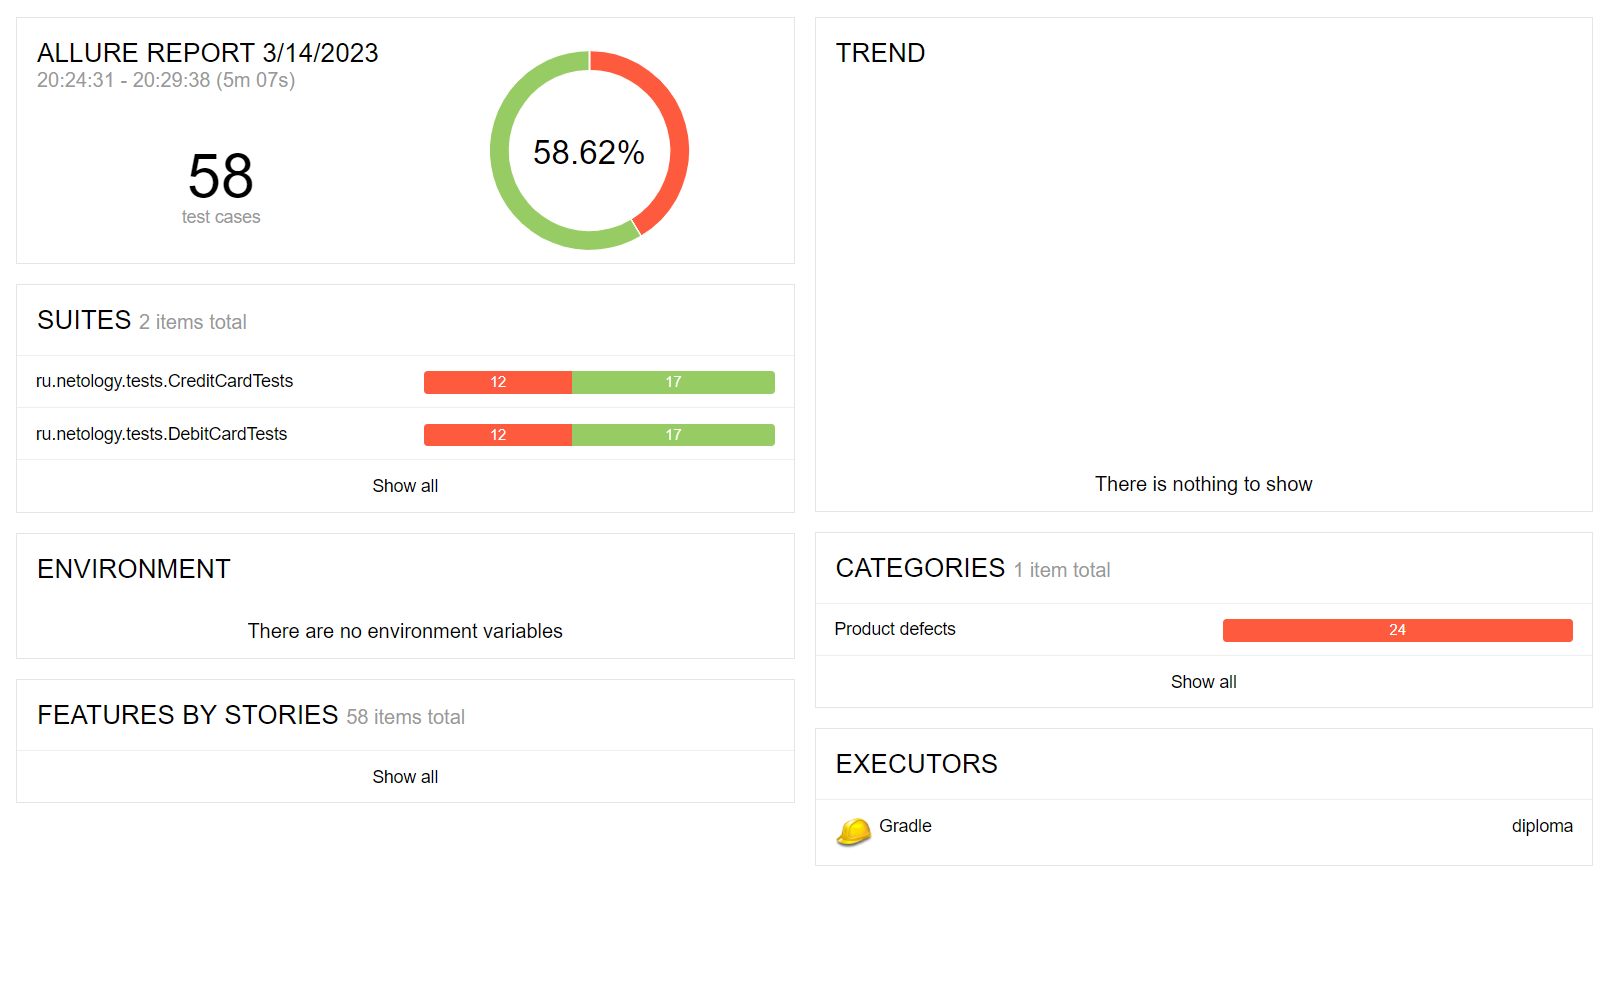 ALLURE REPORT 3/14/2023
20:24:31 - 20:29:38 (5m 07s)
58
test cases
58.62%
SUITES 2 items total
ru.netology.tests.CreditCardTests 12 17
ru.netology.tests.DebitCardTests 12 17
Show all
ENVIRONMENT
There are no environment variables
FEATURES BY STORIES 58 items total
Show all
TREND
There is nothing to show
CATEGORIES 1 item total
Product defects 24
Show all
EXECUTORS
Gradle diploma